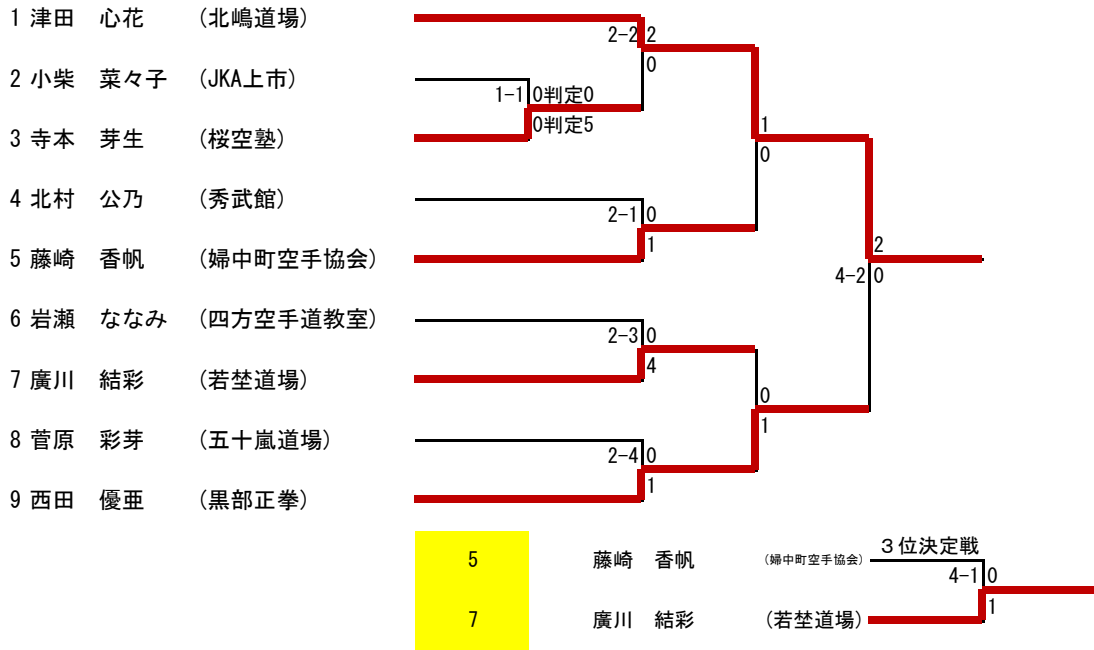 1 津田 心花 (北嶋道場)
2-2 2
0
2 小柴 菜々子 (JKA上市)
1-1 0判定0
0判定5
3 寺本 芽生 (桜空塾)
1
0
4 北村 公乃 (秀武館)
2-1 0
1
5 藤崎 香帆 (婦中町空手協会)
2
4-2 0
6 岩瀬 ななみ (四方空手道教室)
2-3 0
4
7 廣川 結彩 (若埜道場)
0
1
8 菅原 彩芽 (五十嵐道場)
2-4 0
1
9 西田 優亜 (黒部正拳)
3位決定戦
5 藤崎 香帆 (婦中町空手協会)
4-1 0
1
7 廣川 結彩 (若埜道場)